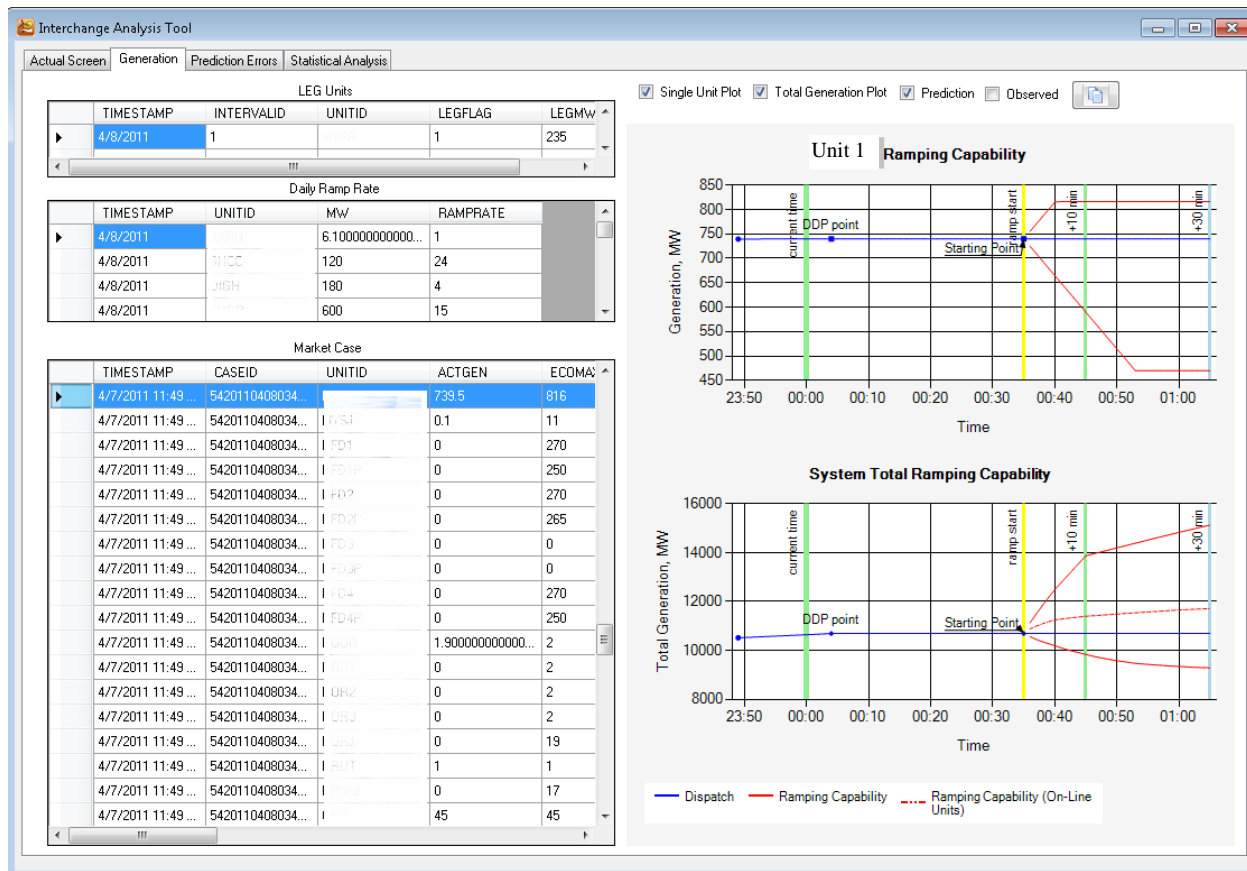 Interchange Analysis Tool
Actual Screen Generation Prediction Errors Statistical Analysis
LEG Units
TIMESTAMP INTERVALID UNITID LEGFLAG LEGMW
4/8/2011 1 1 235
Daily Ramp Rate
TIMESTAMP UNITID MW RAMPRATE
4/8/2011 6.100000000000... 1
4/8/2011 120 24
4/8/2011 180 4
4/8/2011 600 15
Market Case
TIMESTAMP CASEID UNITID ACTGEN ECOMAX
4/7/2011 11:49 ... 5420110408034... 739.5 816
4/7/2011 11:49 ... 5420110408034... 0.1 11
4/7/2011 11:49 ... 5420110408034... FD1 0 270
4/7/2011 11:49 ... 5420110408034... FD1P 0 250
4/7/2011 11:49 ... 5420110408034... FD2 0 270
4/7/2011 11:49 ... 5420110408034... 0 265
4/7/2011 11:49 ... 5420110408034... FD3 0 0
4/7/2011 11:49 ... 5420110408034... FD3P 0 0
4/7/2011 11:49 ... 5420110408034... FD4 0 270
4/7/2011 11:49 ... 5420110408034... 0 250
4/7/2011 11:49 ... 5420110408034... 1.900000000000... 2
4/7/2011 11:49 ... 5420110408034... 0 2
4/7/2011 11:49 ... 5420110408034... 0 2
4/7/2011 11:49 ... 5420110408034... 0 2
4/7/2011 11:49 ... 5420110408034... 0 19
4/7/2011 11:49 ... 5420110408034... 1 1
4/7/2011 11:49 ... 5420110408034... 0 17
4/7/2011 11:49 ... 5420110408034... 45 45
Single Unit Plot Total Generation Plot Prediction Observed
Unit 1 Ramping Capability
Generation, MW
850
800
750
700
650
600
550
500
450
current time
DDP point
Starting Point
ramp start
+10 min
+30 min
23:50 00:00 00:10 00:20 00:30 00:40 00:50 01:00
Time
System Total Ramping Capability
Total Generation, MW
16000
14000
12000
10000
8000
current time
DDP point
Starting Point
ramp start
+10 min
+30 min
23:50 00:00 00:10 00:20 00:30 00:40 00:50 01:00
Time
Dispatch Ramping Capability Ramping Capability (On-Line
Units)